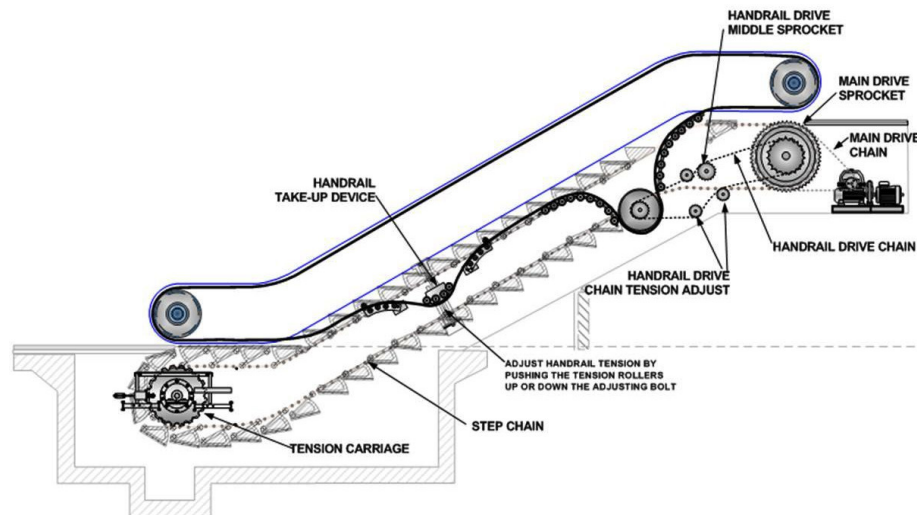 HANDRAIL DRIVE
MIDDLE SPROCKET
MAIN DRIVE
SPROCKET
MAIN DRIVE
CHAIN
HANDRAIL
TAKE-UP DEVICE
HANDRAIL DRIVE CHAIN
HANDRAIL DRIVE
CHAIN TENSION ADJUST
ADJUST HANDRAIL TENSION BY
PUSHING THE TENSION ROLLERS
UP OR DOWN THE ADJUSTING BOLT
STEP CHAIN
TENSION CARRIAGE